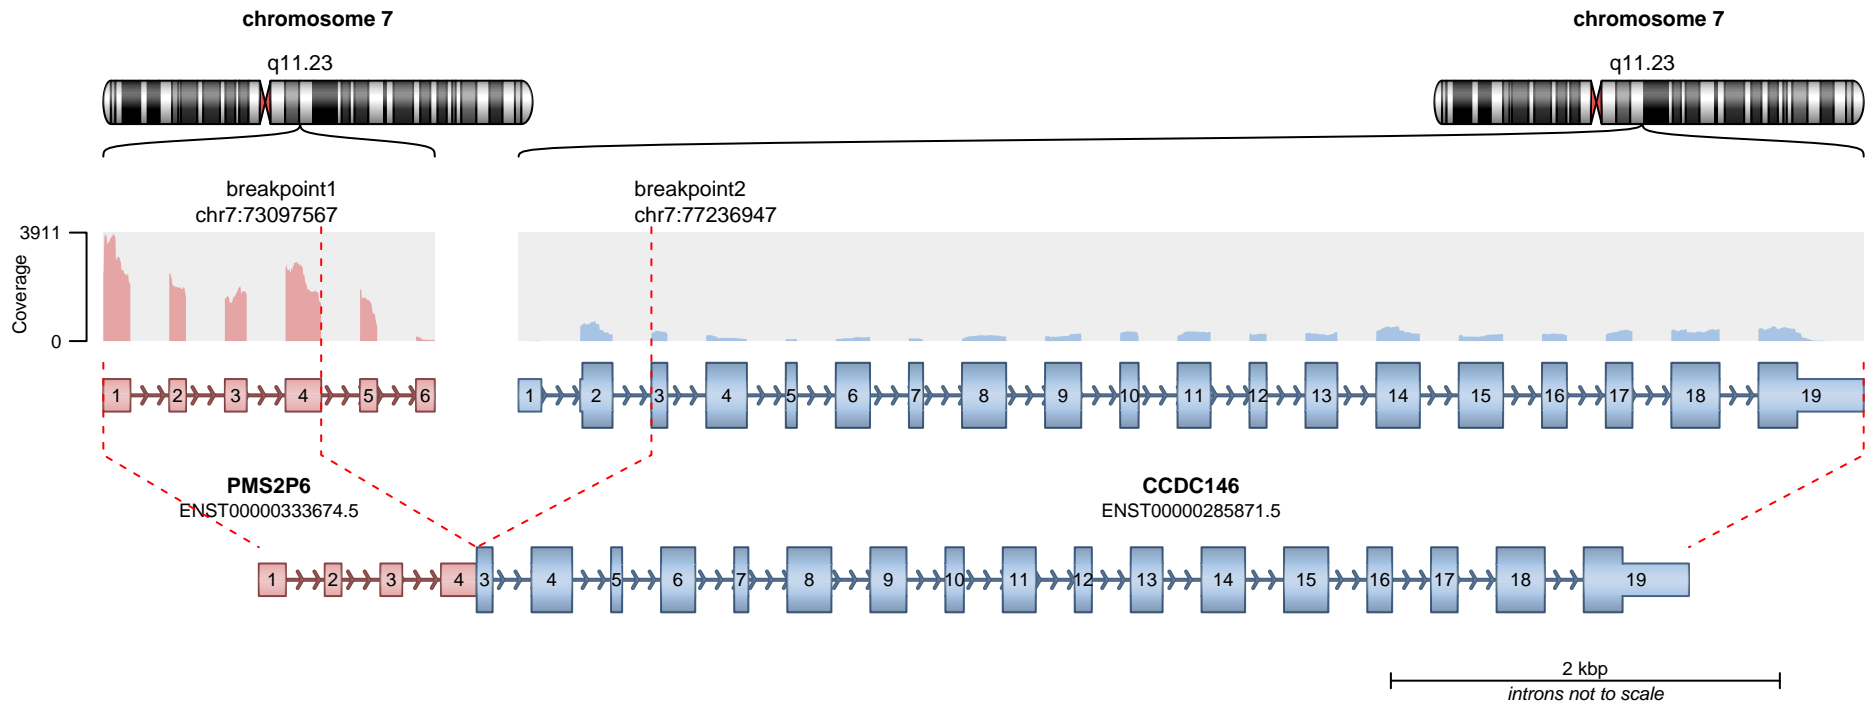 chromosome 7
chromosome 7
q11.23
q11.23
breakpoint1
chr7:73097567
breakpoint2
chr7:77236947
3911
Coverage
0
1 2 3 4 5 6
1 2 3 4 5 6 7 8 9 10 11 12 13 14 15 16 17 18 19
PMS2P6
ENST00000333674.5
CCDC146
ENST00000285871.5
1 2 3 4 3 4 5 6 7 8 9 10 11 12 13 14 15 16 17 18 19
2 kbp
introns not to scale